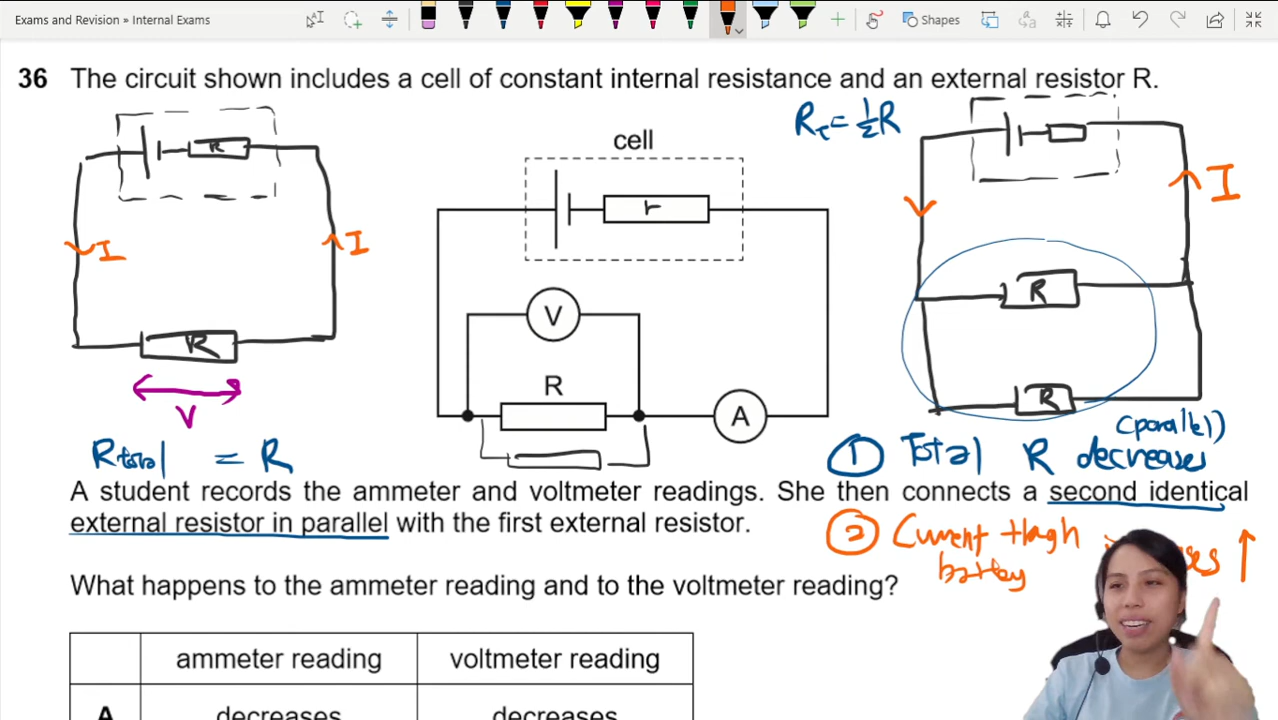 Exams and Revision » Internal Exams
Shapes
36 The circuit shown includes a cell of constant internal resistance and an external resistor R.
R
I
I
R
V
Rtotal = R
cell
r
V
R
A
RT = 1/2 R
I
R
R
① Total R decreases (parallel)
A student records the ammeter and voltmeter readings. She then connects a second identical
external resistor in parallel with the first external resistor.
② Current
↑
What happens to the ammeter reading and to the voltmeter reading?
ammeter reading voltmeter reading
A decreases decreases